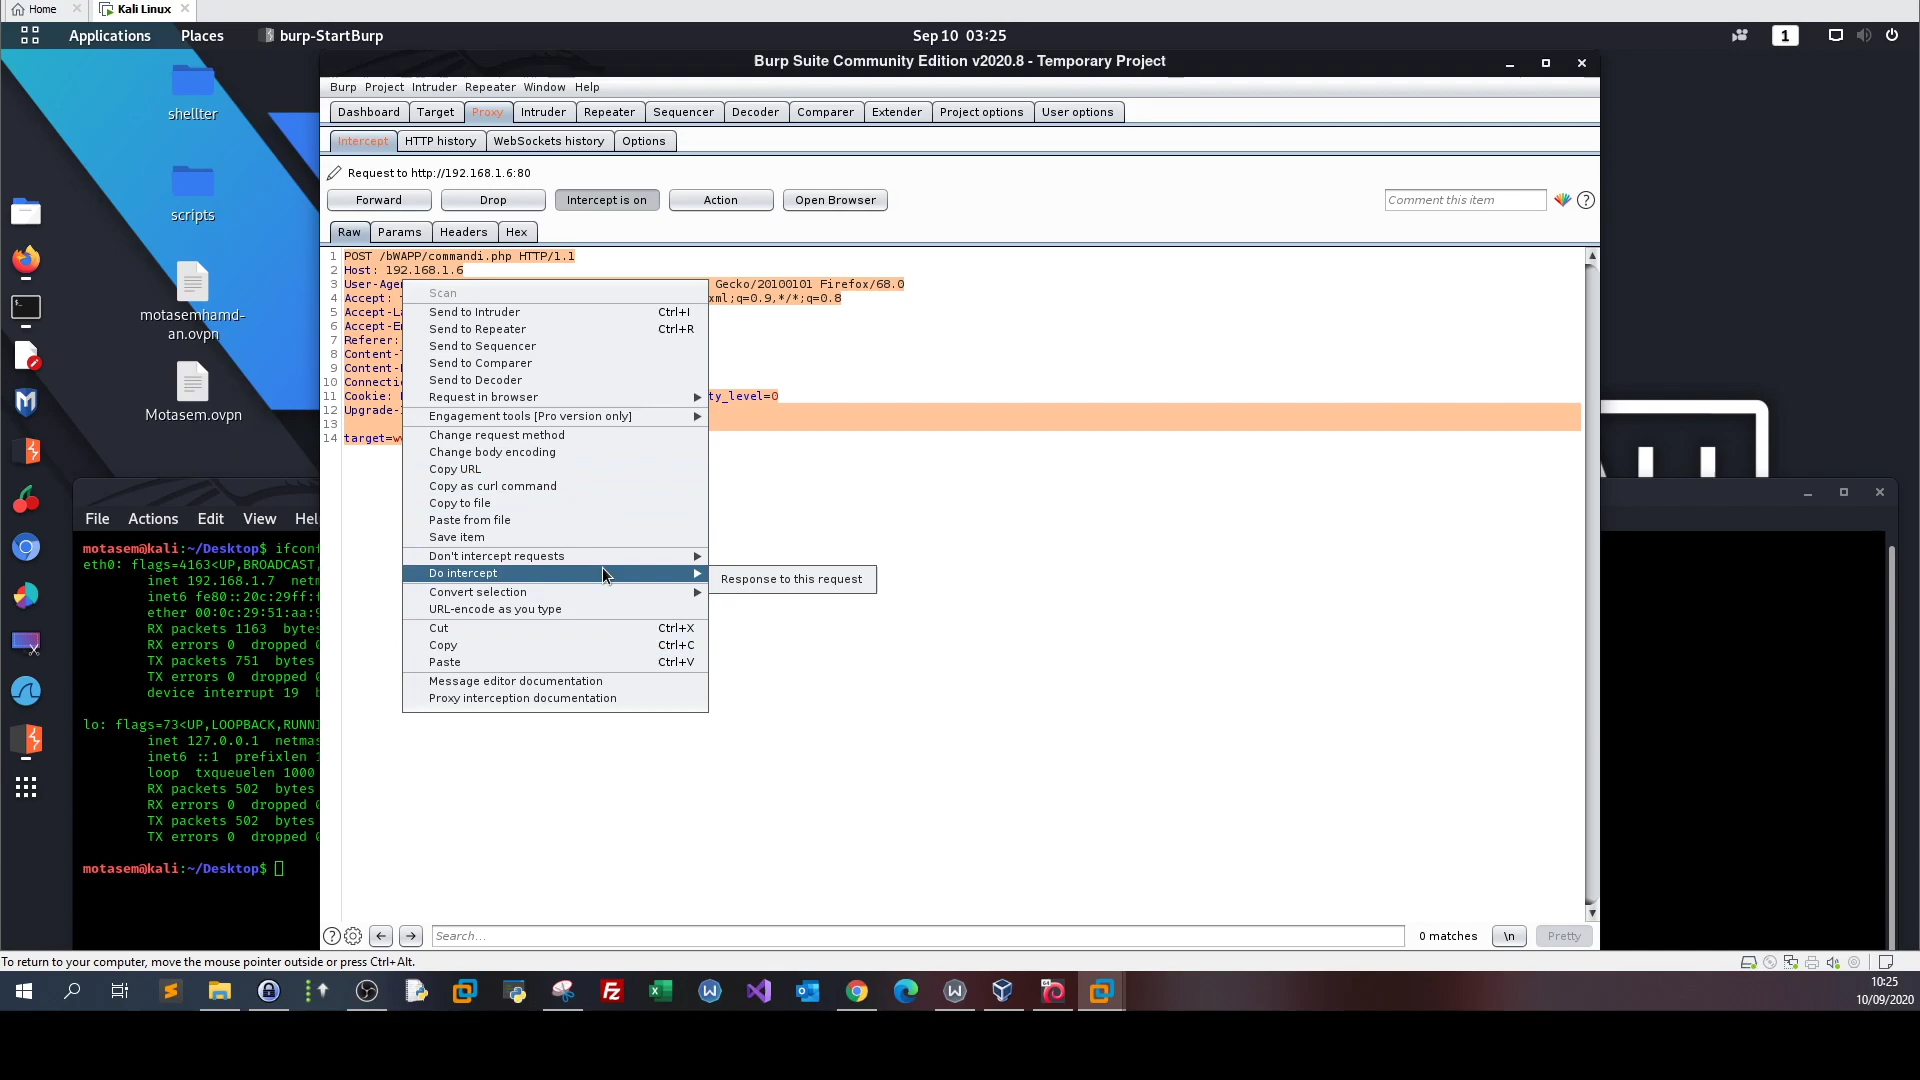 Home
Kali Linux
Applications
Places
burp-StartBurp
Sep 10 03:25
1
shellter
scripts
motasemhamd-
an.ovpn
Motasem.ovpn
Burp Suite Community Edition v2020.8 - Temporary Project
Burp Project Intruder Repeater Window Help
Dashboard Target Proxy Intruder Repeater Sequencer Decoder Comparer Extender Project options User options
Intercept HTTP history WebSockets history Options
Request to http://192.168.1.6:80
Forward Drop Intercept is on Action Open Browser
Comment this item
Raw Params Headers Hex
1 POST /bWAPP/commandi.php HTTP/1.1
2 Host: 192.168.1.6
3 User-Age Gecko/20100101 Firefox/68.0
4 Accept: xml;q=0.9,*/*;q=0.8
5 Accept-L
6 Accept-E
7 Referer:
8 Content-
9 Content-
10 Connecti
11 Cookie: ty_level=0
12 Upgrade-
13
14 target=w
Scan
Send to Intruder Ctrl+I
Send to Repeater Ctrl+R
Send to Sequencer
Send to Comparer
Send to Decoder
Request in browser
Engagement tools [Pro version only]
Change request method
Change body encoding
Copy URL
Copy as curl command
Copy to file
Paste from file
Save item
Don't intercept requests
Do intercept
Response to this request
Convert selection
URL-encode as you type
Cut Ctrl+X
Copy Ctrl+C
Paste Ctrl+V
Message editor documentation
Proxy interception documentation
Search...
0 matches
\n
Pretty
File Actions Edit View Hel
motasem@kali:~/Desktop$ ifconf
eth0: flags=4163<UP,BROADCAST,
inet 192.168.1.7 netm
inet6 fe80::20c:29ff:f
ether 00:0c:29:51:aa:9
RX packets 1163 bytes
RX errors 0 dropped 0
TX packets 751 bytes
TX errors 0 dropped 0
device interrupt 19 b
lo: flags=73<UP,LOOPBACK,RUNNI
inet 127.0.0.1 netmas
inet6 ::1 prefixlen 1
loop txqueuelen 1000
RX packets 502 bytes
RX errors 0 dropped 0
TX packets 502 bytes
TX errors 0 dropped 0
motasem@kali:~/Desktop$
To return to your computer, move the mouse pointer outside or press Ctrl+Alt.
10:25
10/09/2020